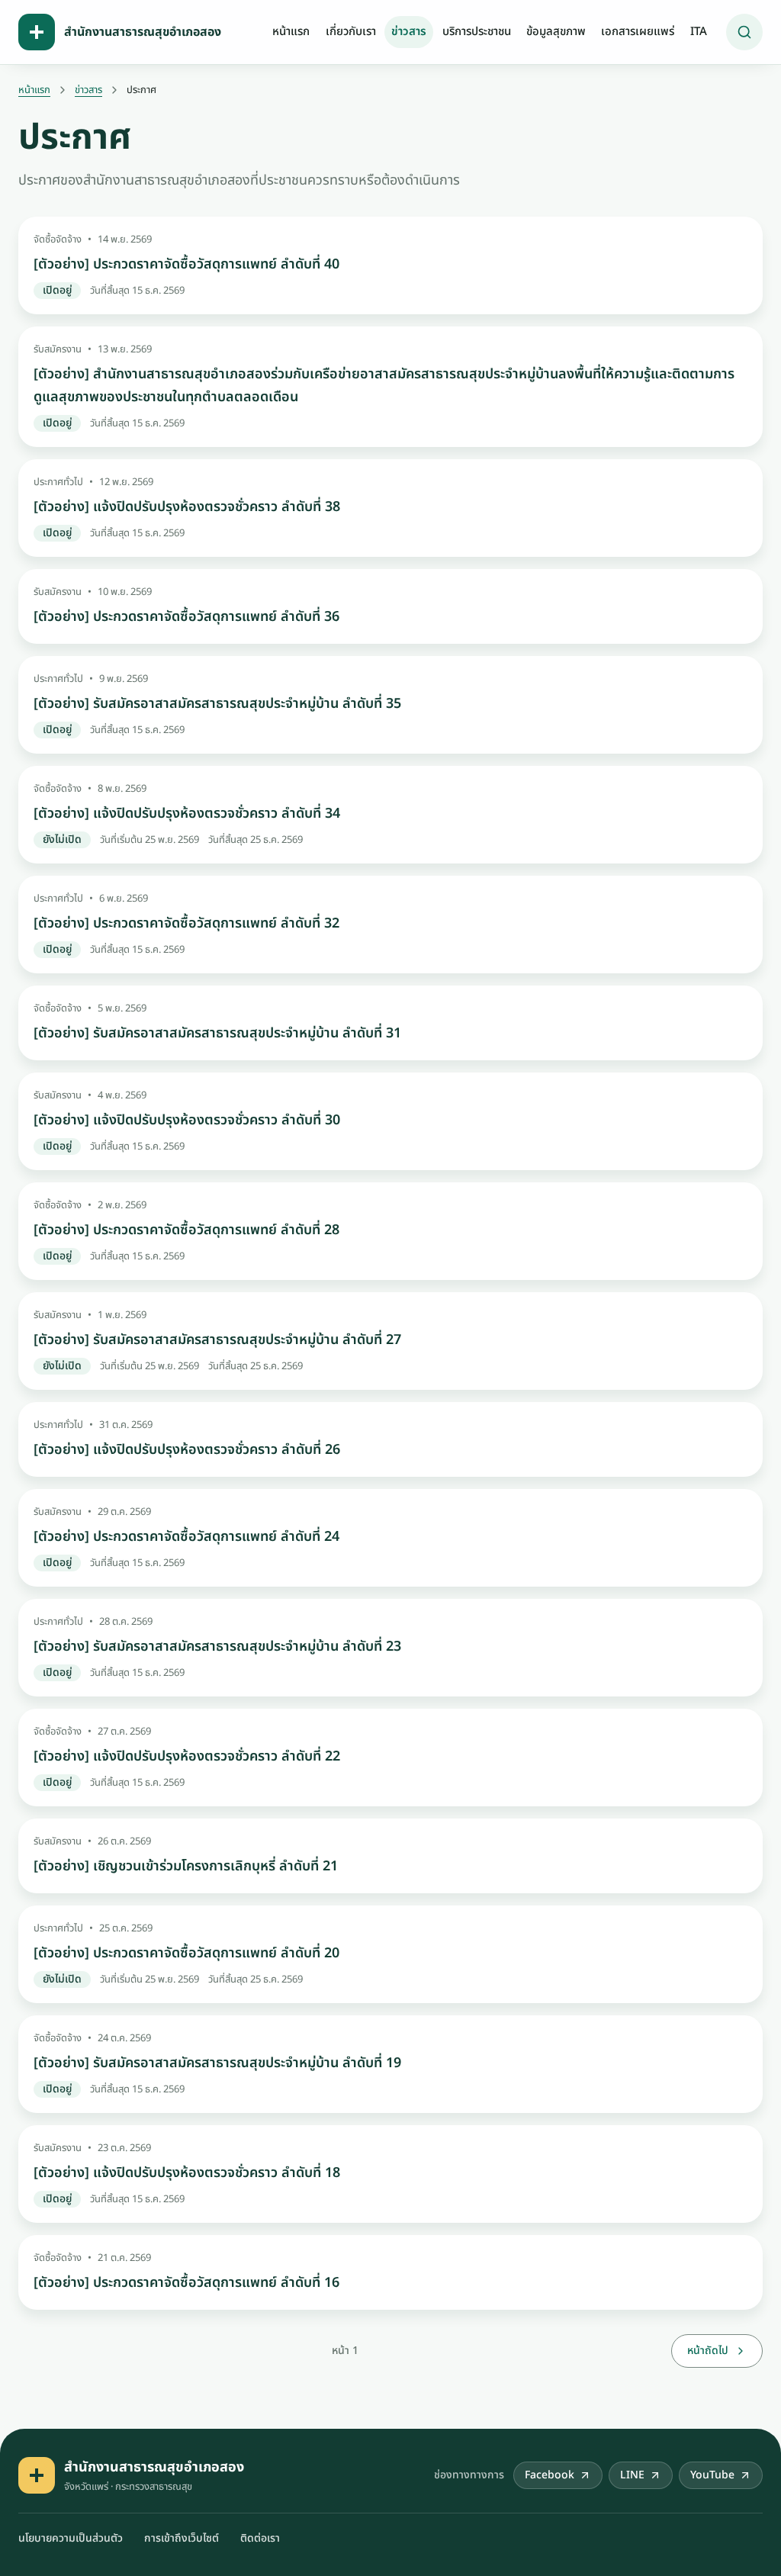 สำนักงานสาธารณสุขอำเภอสอง
หน้าแรก เกี่ยวกับเรา ข่าวสาร บริการประชาชน ข้อมูลสุขภาพ เอกสารเผยแพร่ ITA
หน้าแรก > ข่าวสาร > ประกาศ
ประกาศ
ประกาศของสำนักงานสาธารณสุขอำเภอสองที่ประชาชนควรทราบหรือต้องดำเนินการ
จัดซื้อจัดจ้าง • 14 พ.ย. 2569
[ตัวอย่าง] ประกวดราคาจัดซื้อวัสดุการแพทย์ ลำดับที่ 40
เปิดอยู่ วันที่สิ้นสุด 15 ธ.ค. 2569
รับสมัครงาน • 13 พ.ย. 2569
[ตัวอย่าง] สำนักงานสาธารณสุขอำเภอสองร่วมกับเครือข่ายอาสาสมัครสาธารณสุขประจำหมู่บ้านลงพื้นที่ให้ความรู้และติดตามการ
ดูแลสุขภาพของประชาชนในทุกตำบลตลอดเดือน
เปิดอยู่ วันที่สิ้นสุด 15 ธ.ค. 2569
ประกาศทั่วไป • 12 พ.ย. 2569
[ตัวอย่าง] แจ้งปิดปรับปรุงห้องตรวจชั่วคราว ลำดับที่ 38
เปิดอยู่ วันที่สิ้นสุด 15 ธ.ค. 2569
รับสมัครงาน • 10 พ.ย. 2569
[ตัวอย่าง] ประกวดราคาจัดซื้อวัสดุการแพทย์ ลำดับที่ 36
ประกาศทั่วไป • 9 พ.ย. 2569
[ตัวอย่าง] รับสมัครอาสาสมัครสาธารณสุขประจำหมู่บ้าน ลำดับที่ 35
เปิดอยู่ วันที่สิ้นสุด 15 ธ.ค. 2569
จัดซื้อจัดจ้าง • 8 พ.ย. 2569
[ตัวอย่าง] แจ้งปิดปรับปรุงห้องตรวจชั่วคราว ลำดับที่ 34
ยังไม่เปิด วันที่เริ่มต้น 25 พ.ย. 2569 วันที่สิ้นสุด 25 ธ.ค. 2569
ประกาศทั่วไป • 6 พ.ย. 2569
[ตัวอย่าง] ประกวดราคาจัดซื้อวัสดุการแพทย์ ลำดับที่ 32
เปิดอยู่ วันที่สิ้นสุด 15 ธ.ค. 2569
จัดซื้อจัดจ้าง • 5 พ.ย. 2569
[ตัวอย่าง] รับสมัครอาสาสมัครสาธารณสุขประจำหมู่บ้าน ลำดับที่ 31
รับสมัครงาน • 4 พ.ย. 2569
[ตัวอย่าง] แจ้งปิดปรับปรุงห้องตรวจชั่วคราว ลำดับที่ 30
เปิดอยู่ วันที่สิ้นสุด 15 ธ.ค. 2569
จัดซื้อจัดจ้าง • 2 พ.ย. 2569
[ตัวอย่าง] ประกวดราคาจัดซื้อวัสดุการแพทย์ ลำดับที่ 28
เปิดอยู่ วันที่สิ้นสุด 15 ธ.ค. 2569
รับสมัครงาน • 1 พ.ย. 2569
[ตัวอย่าง] รับสมัครอาสาสมัครสาธารณสุขประจำหมู่บ้าน ลำดับที่ 27
ยังไม่เปิด วันที่เริ่มต้น 25 พ.ย. 2569 วันที่สิ้นสุด 25 ธ.ค. 2569
ประกาศทั่วไป • 31 ต.ค. 2569
[ตัวอย่าง] แจ้งปิดปรับปรุงห้องตรวจชั่วคราว ลำดับที่ 26
รับสมัครงาน • 29 ต.ค. 2569
[ตัวอย่าง] ประกวดราคาจัดซื้อวัสดุการแพทย์ ลำดับที่ 24
เปิดอยู่ วันที่สิ้นสุด 15 ธ.ค. 2569
ประกาศทั่วไป • 28 ต.ค. 2569
[ตัวอย่าง] รับสมัครอาสาสมัครสาธารณสุขประจำหมู่บ้าน ลำดับที่ 23
เปิดอยู่ วันที่สิ้นสุด 15 ธ.ค. 2569
จัดซื้อจัดจ้าง • 27 ต.ค. 2569
[ตัวอย่าง] แจ้งปิดปรับปรุงห้องตรวจชั่วคราว ลำดับที่ 22
เปิดอยู่ วันที่สิ้นสุด 15 ธ.ค. 2569
รับสมัครงาน • 26 ต.ค. 2569
[ตัวอย่าง] เชิญชวนเข้าร่วมโครงการเลิกบุหรี่ ลำดับที่ 21
ประกาศทั่วไป • 25 ต.ค. 2569
[ตัวอย่าง] ประกวดราคาจัดซื้อวัสดุการแพทย์ ลำดับที่ 20
ยังไม่เปิด วันที่เริ่มต้น 25 พ.ย. 2569 วันที่สิ้นสุด 25 ธ.ค. 2569
จัดซื้อจัดจ้าง • 24 ต.ค. 2569
[ตัวอย่าง] รับสมัครอาสาสมัครสาธารณสุขประจำหมู่บ้าน ลำดับที่ 19
เปิดอยู่ วันที่สิ้นสุด 15 ธ.ค. 2569
รับสมัครงาน • 23 ต.ค. 2569
[ตัวอย่าง] แจ้งปิดปรับปรุงห้องตรวจชั่วคราว ลำดับที่ 18
เปิดอยู่ วันที่สิ้นสุด 15 ธ.ค. 2569
จัดซื้อจัดจ้าง • 21 ต.ค. 2569
[ตัวอย่าง] ประกวดราคาจัดซื้อวัสดุการแพทย์ ลำดับที่ 16
หน้า 1 หน้าถัดไป
สำนักงานสาธารณสุขอำเภอสอง
จังหวัดแพร่ · กระทรวงสาธารณสุข
ช่องทางทางการ Facebook LINE YouTube
นโยบายความเป็นส่วนตัว การเข้าถึงเว็บไซต์ ติดต่อเรา